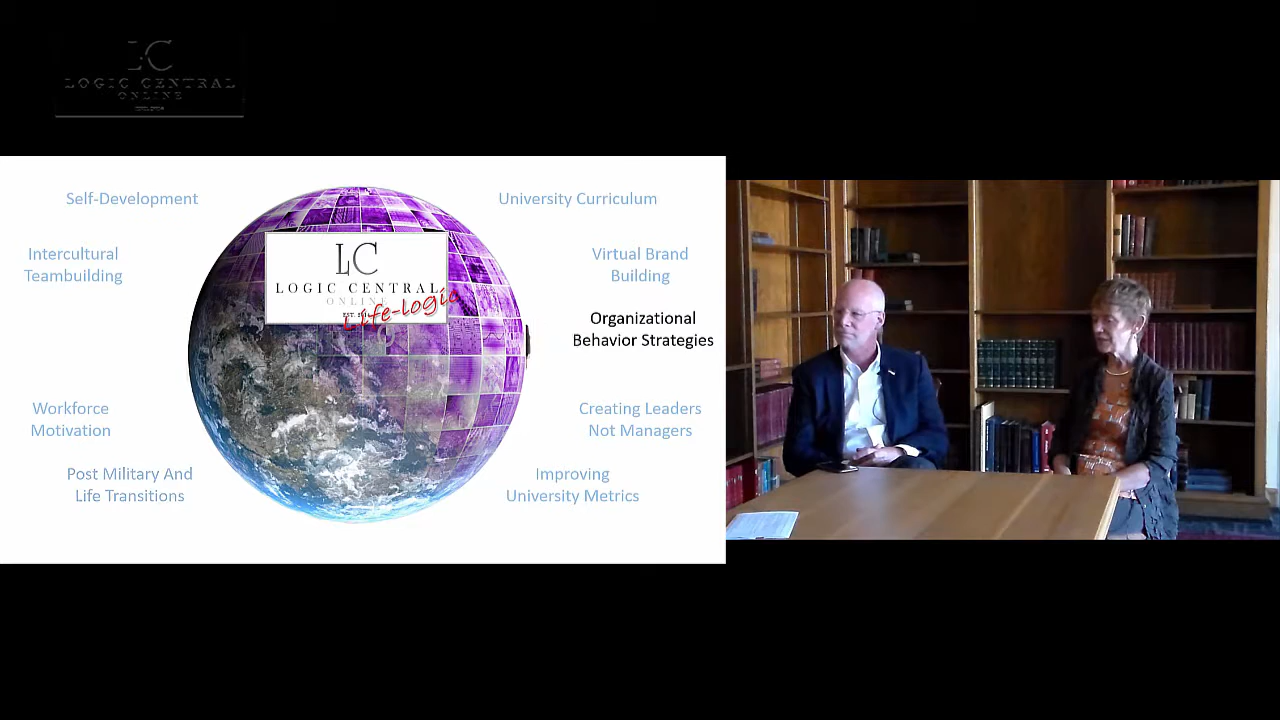 LC
LOGIC CENTRAL
ONLINE
Self-Development
University Curriculum
Intercultural
Teambuilding
Virtual Brand
Building
LC
LOGIC CENTRAL
ONLINE
EST.
Life-logic
Organizational
Behavior Strategies
Workforce
Motivation
Creating Leaders
Not Managers
Post Military And
Life Transitions
Improving
University Metrics